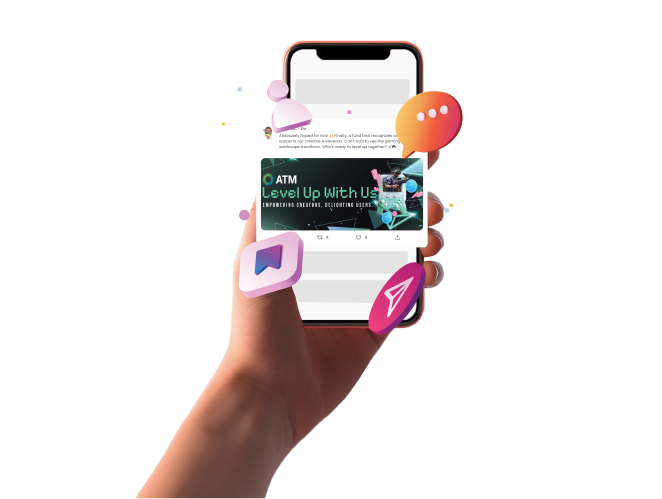 Absolutely hyped for this! Finally, a fund that recognizes and
supports our creative endeavors. Can't wait to see the gaming
landscape transform. Who's ready to level up together?
ATM
Level Up With Us
EMPOWERING CREATORS, DELIGHTING USERS.
4